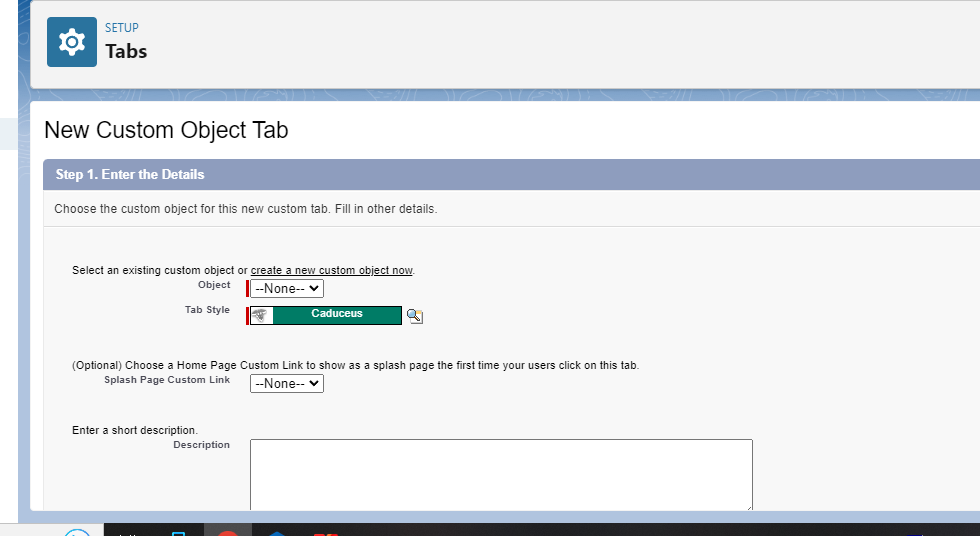 SETUP
Tabs
New Custom Object Tab
Step 1. Enter the Details
Choose the custom object for this new custom tab. Fill in other details.
Select an existing custom object or create a new custom object now.
Object --None--
Tab Style Caduceus
(Optional) Choose a Home Page Custom Link to show as a splash page the first time your users click on this tab.
Splash Page Custom Link --None--
Enter a short description.
Description